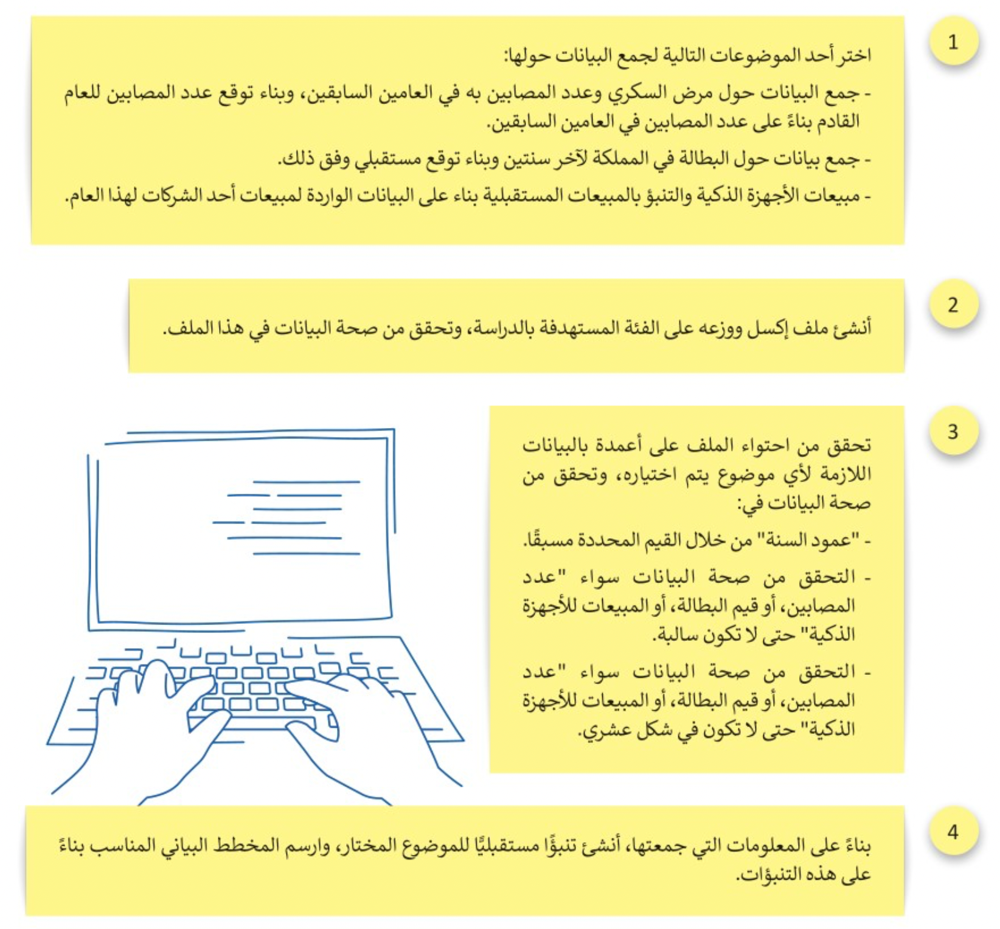 1
اختر أحد الموضوعات التالية لجمع البيانات حولها:
- جمع البيانات حول مرض السكري وعدد المصابين به في العامين السابقين، وبناء توقع عدد المصابين للعام
القادم بناءً على عدد المصابين في العامين السابقين.
- جمع بيانات حول البطالة في المملكة لآخر سنتين وبناء توقع مستقبلي وفق ذلك.
- مبيعات الأجهزة الذكية والتنبؤ بالمبيعات المستقبلية بناء على البيانات الواردة لمبيعات أحد الشركات لهذا العام.
2
أنشئ ملف إكسل ووزعه على الفئة المستهدفة بالدراسة، وتحقق من صحة البيانات في هذا الملف.
3
تحقق من احتواء الملف على أعمدة بالبيانات
اللازمة لأي موضوع يتم اختياره، وتحقق من
صحة البيانات في:
- "عمود السنة" من خلال القيم المحددة مسبقًا.
- التحقق من صحة البيانات سواء "عدد
المصابين، أو قيم البطالة، أو المبيعات للأجهزة
الذكية" حتى لا تكون سالبة.
- التحقق من صحة البيانات سواء "عدد
المصابين، أو قيم البطالة، أو المبيعات للأجهزة
الذكية" حتى لا تكون في شكل عشري.
4
بناءً على المعلومات التي جمعتها، أنشئ تنبؤًا مستقبليًّا للموضوع المختار، وارسم المخطط البياني المناسب بناءً
على هذه التنبؤات.